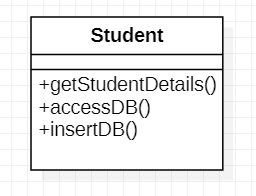 Student
+getStudentDetails()
+accessDB()
+insertDB()